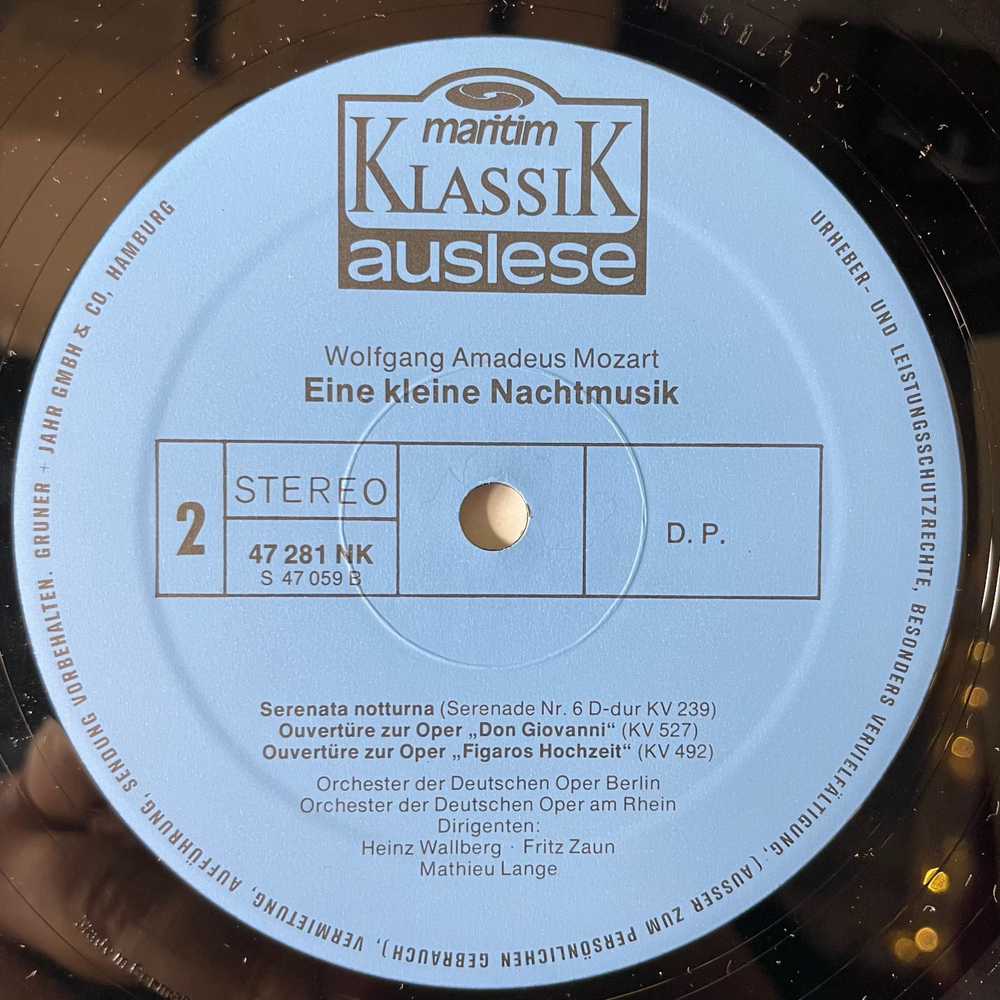 maritim
KLASSIK
auslese
Wolfgang Amadeus Mozart
Eine kleine Nachtmusik
2
STEREO
47 281 NK
S 47 059 B
D. P.
Serenata notturna (Serenade Nr. 6 D-dur KV 239)
Ouvertüre zur Oper „Don Giovanni“ (KV 527)
Ouvertüre zur Oper „Figaros Hochzeit“ (KV 492)
Orchester der Deutschen Oper Berlin
Orchester der Deutschen Oper am Rhein
Dirigenten:
Heinz Wallberg · Fritz Zaun
Mathieu Lange
URHEBER- UND LEISTUNGSSCHUTZRECHTE, BESONDERS VERVIELFÄLTIGUNG, (AUSSER ZUM PERSÖNLICHEN GEBRAUCH), VERMIETUNG, AUFFÜHRUNG, SENDUNG VORBEHALTEN. GRUNER + JAHR GMBH & CO, HAMBURG
Made in